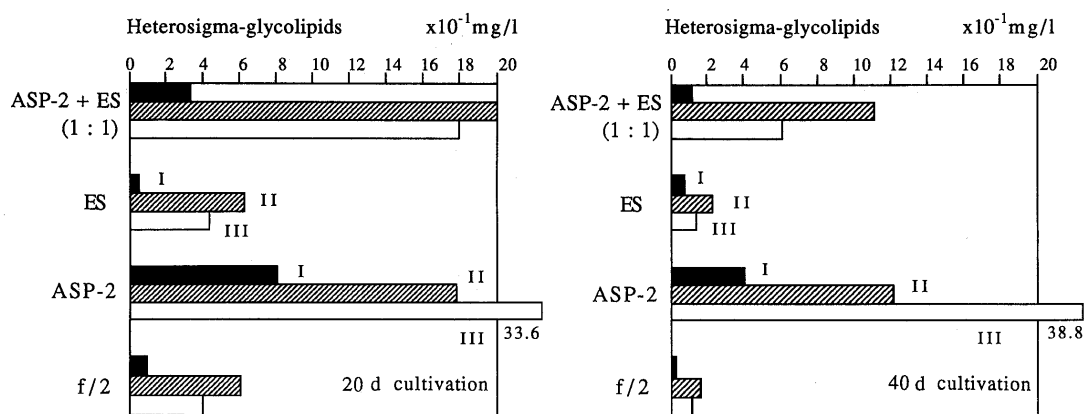 Heterosigma-glycolipids x10⁻¹mg/l
0 2 4 6 8 10 12 14 16 18 20
ASP-2 + ES
(1 : 1)
I
ES
II
III
I
II
ASP-2
III 33.6
f/2
20 d cultivation
Heterosigma-glycolipids x10⁻¹mg/l
0 2 4 6 8 10 12 14 16 18 20
ASP-2 + ES
(1 : 1)
I
ES
II
III
I
II
ASP-2
III 38.8
f/2
40 d cultivation